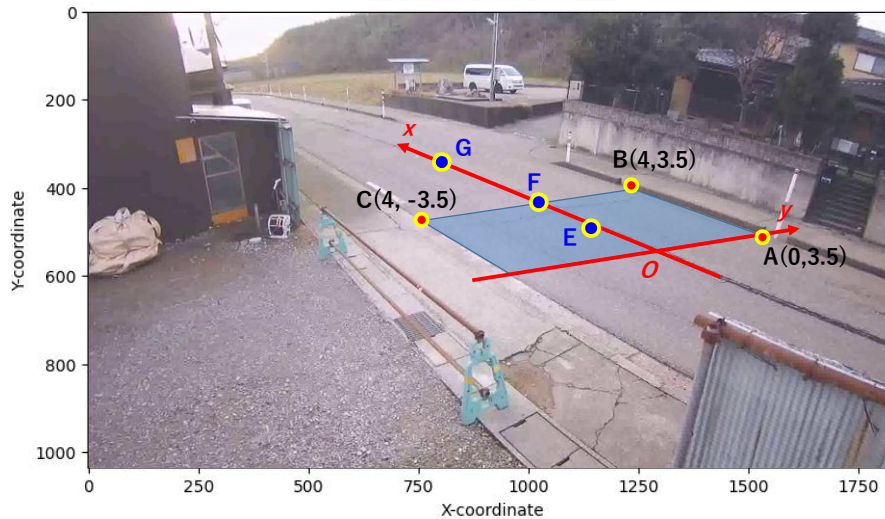 0
200
400
600
800
1000
Y-coordinate
x
G
F
B(4,3.5)
C(4, -3.5)
E
y
O
A(0,3.5)
0
250
500
750
1000
1250
1500
1750
X-coordinate